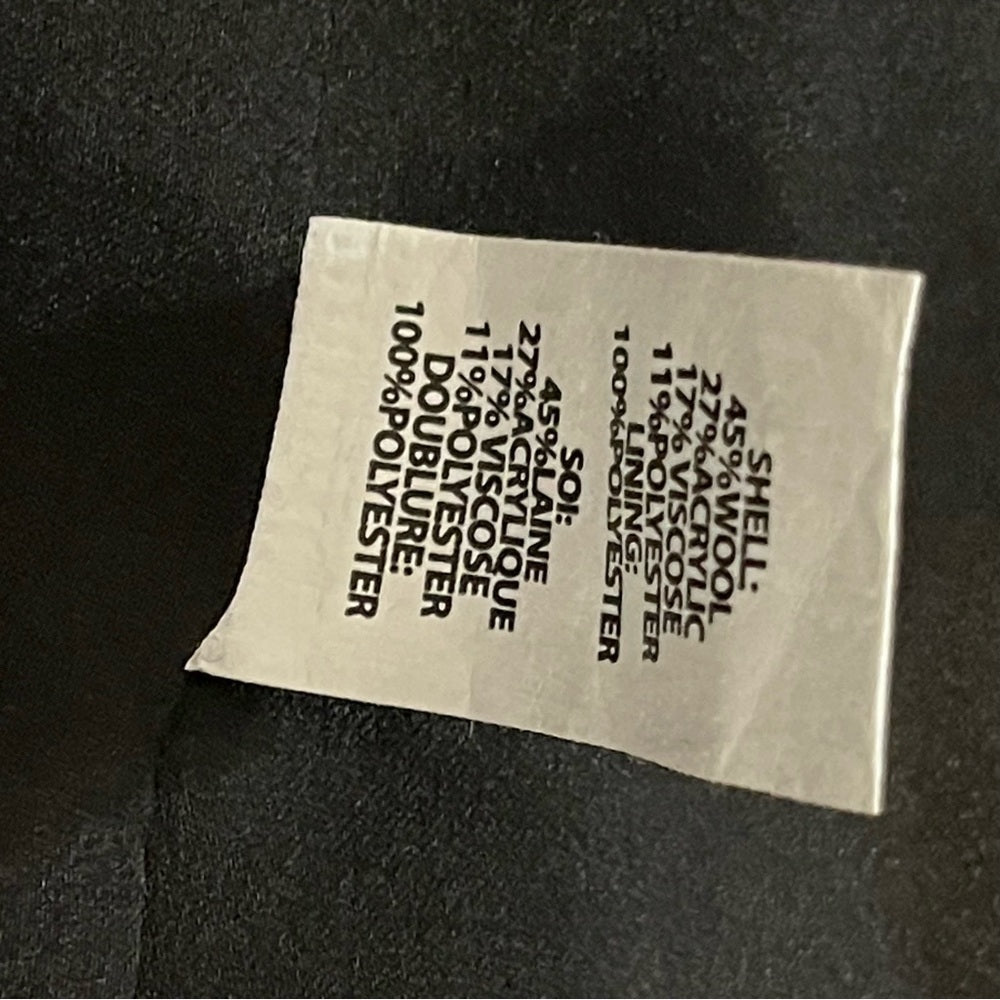 SHELL:
45%WOOL
27%ACRYLIC
17% VISCOSE
11%POLYESTER
LINING:
100%POLYESTER
SOI:
45%LAINE
27%ACRYLIQUE
17% VISCOSE
11%POLYESTER
DOUBLURE:
100%POLYESTER